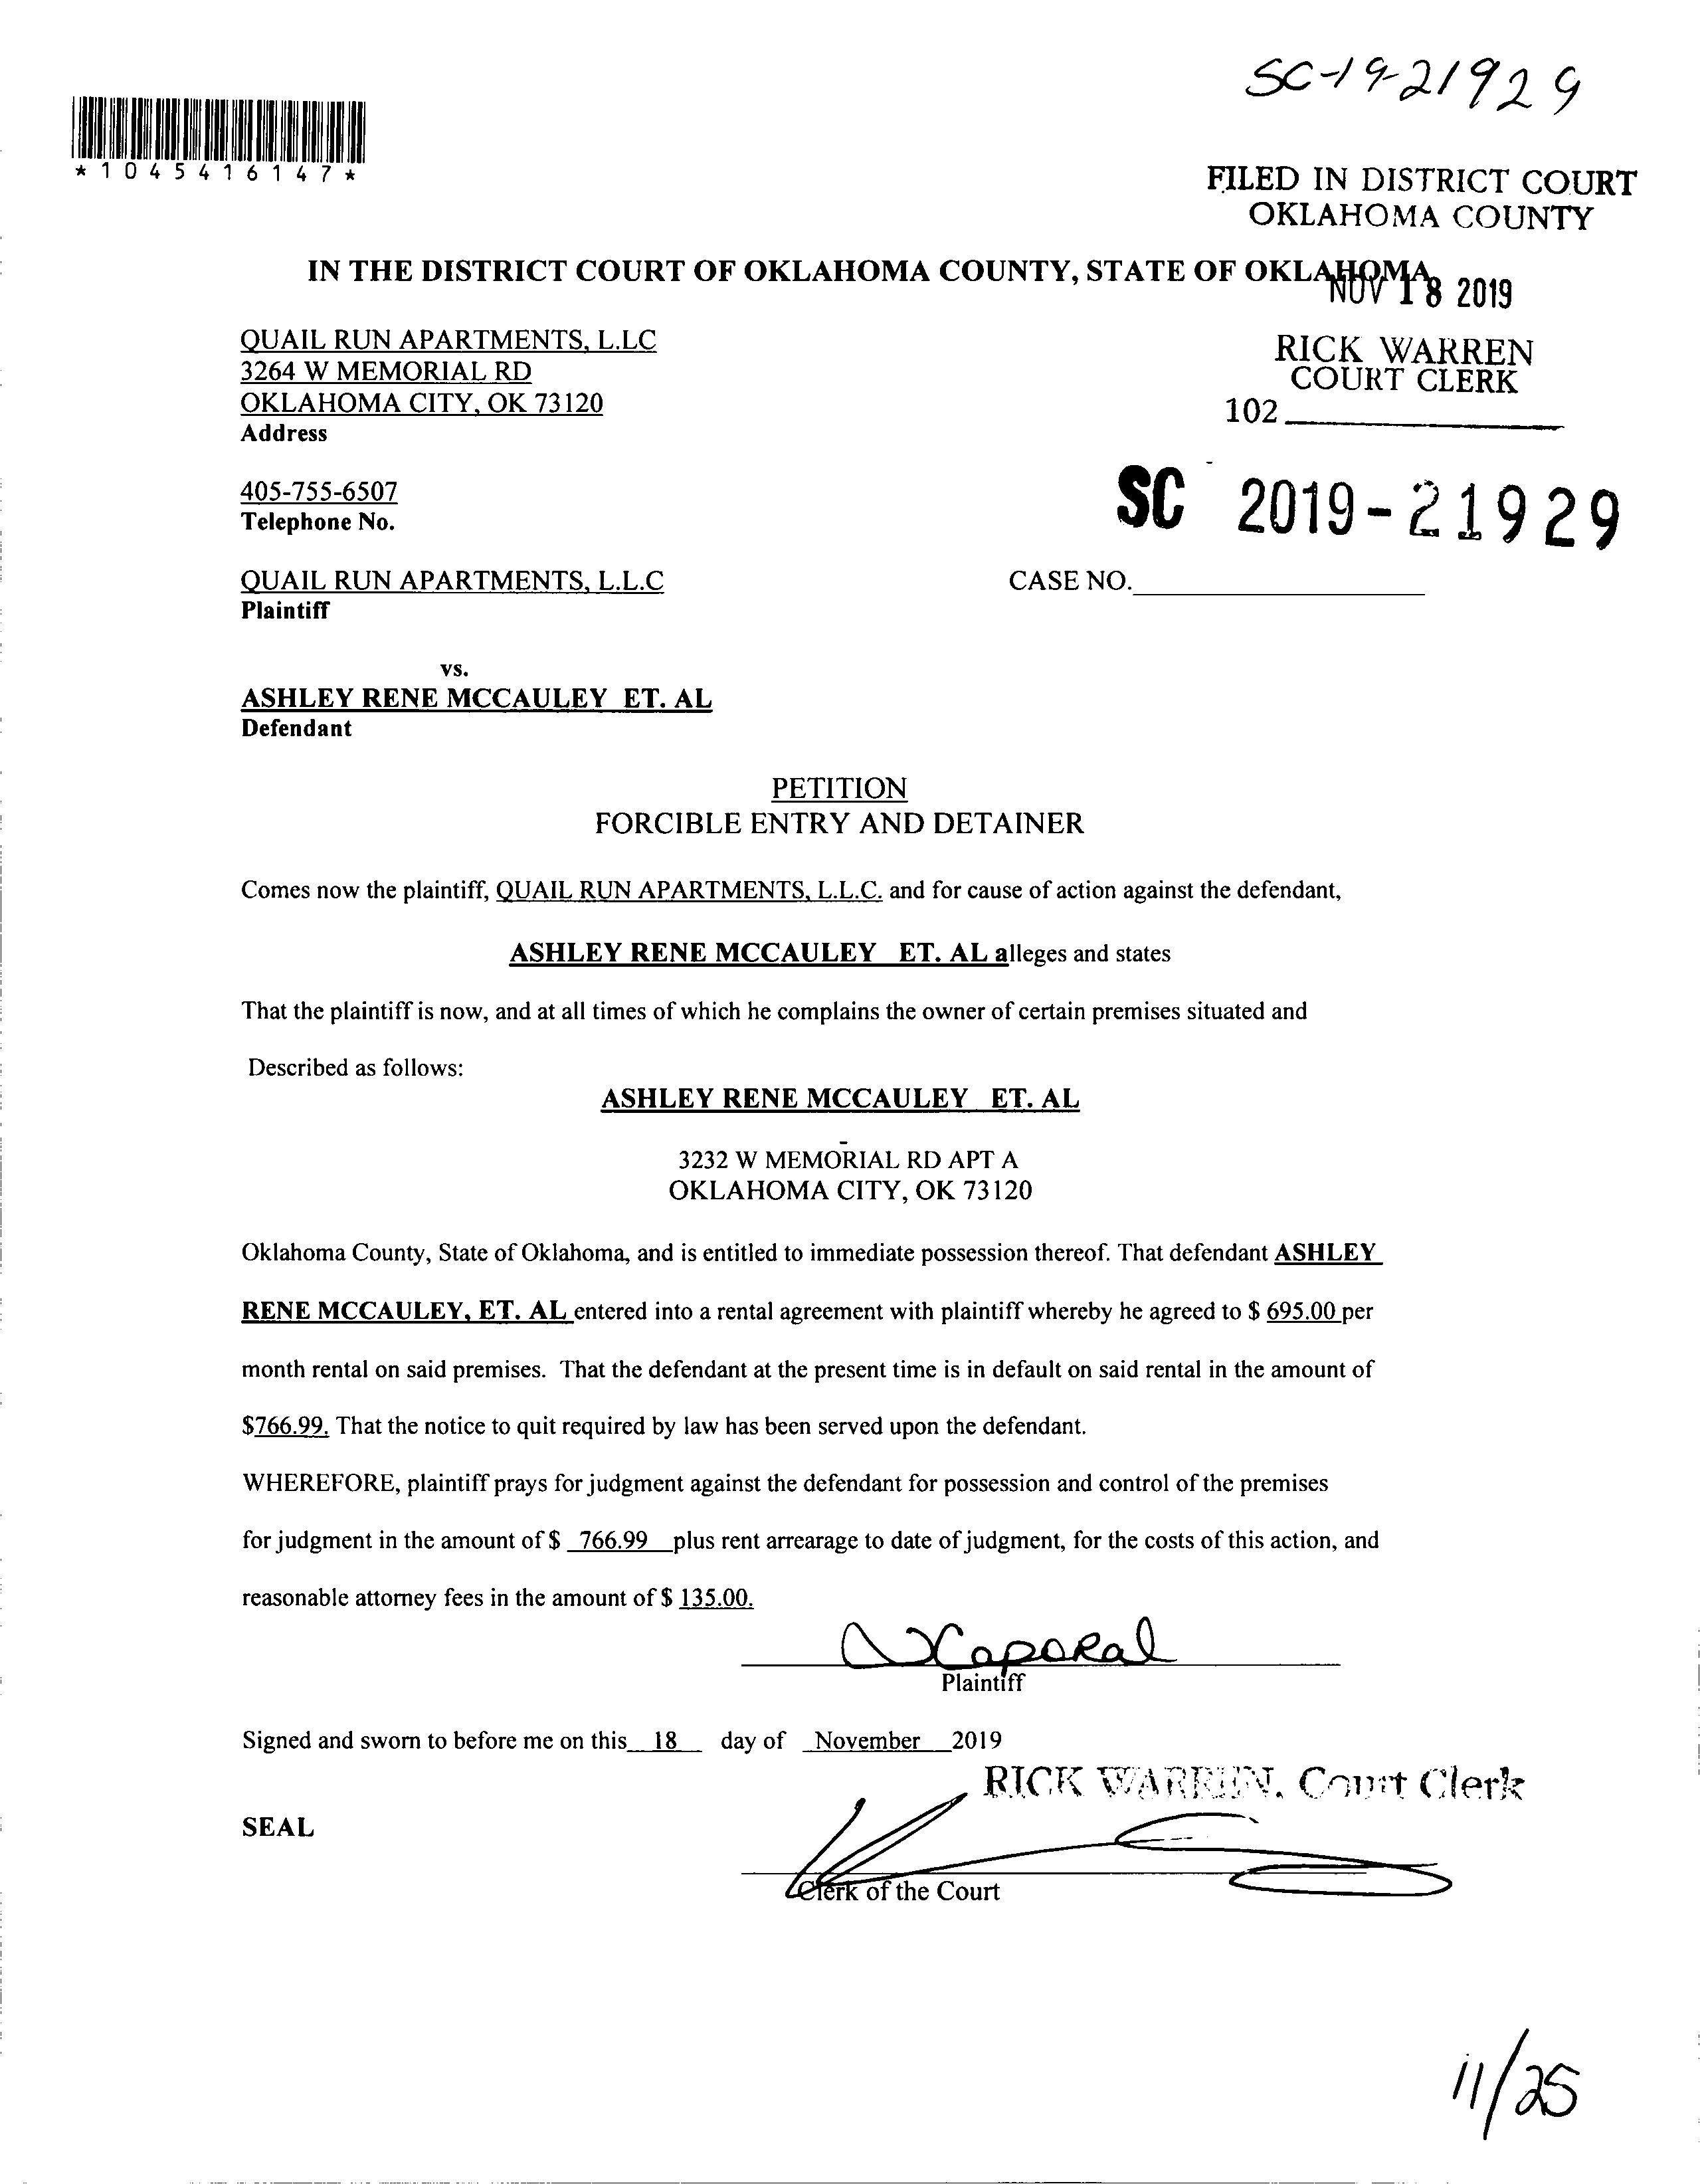 SC-19-21929
*1045416147*
FILED IN DISTRICT COURT
OKLAHOMA COUNTY
IN THE DISTRICT COURT OF OKLAHOMA COUNTY, STATE OF OKLAHOMA
NOV 18 2019
QUAIL RUN APARTMENTS, L.LC
3264 W MEMORIAL RD
OKLAHOMA CITY, OK 73120
Address
RICK WARREN
COURT CLERK
102
405-755-6507
Telephone No.
SC 2019-21929
QUAIL RUN APARTMENTS, L.L.C
Plaintiff
CASE NO.
vs.
ASHLEY RENE MCCAULEY ET. AL
Defendant
PETITION
FORCIBLE ENTRY AND DETAINER
Comes now the plaintiff, QUAIL RUN APARTMENTS, L.L.C. and for cause of action against the defendant,
ASHLEY RENE MCCAULEY ET. AL alleges and states
That the plaintiff is now, and at all times of which he complains the owner of certain premises situated and
Described as follows:
ASHLEY RENE MCCAULEY ET. AL
3232 W MEMORIAL RD APT A
OKLAHOMA CITY, OK 73120
Oklahoma County, State of Oklahoma, and is entitled to immediate possession thereof. That defendant ASHLEY
RENE MCCAULEY, ET. AL entered into a rental agreement with plaintiff whereby he agreed to $ 695.00 per
month rental on said premises. That the defendant at the present time is in default on said rental in the amount of
$766.99. That the notice to quit required by law has been served upon the defendant.
WHEREFORE, plaintiff prays for judgment against the defendant for possession and control of the premises
for judgment in the amount of $ 766.99 plus rent arrearage to date of judgment, for the costs of this action, and
reasonable attorney fees in the amount of $ 135.00.
Plaintiff
Signed and sworn to before me on this 18 day of November 2019
RICK WARREN, Court Clerk
SEAL
Clerk of the Court
11/25